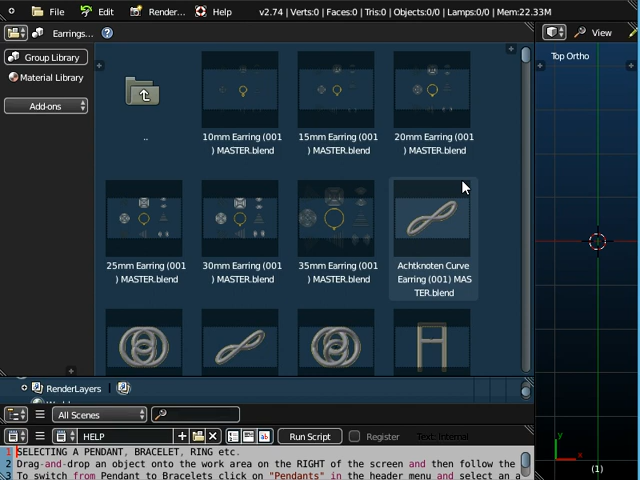 File Edit Render... Help v2.74 | Verts:0 | Faces:0 | Tris:0 | Objects:0/0 | Lamps:0/0 | Mem:22.33M
Earrings... View
Group Library
Material Library
Add-ons
Top Ortho
..
10mm Earring (001
) MASTER.blend
15mm Earring (001
) MASTER.blend
20mm Earring (001
) MASTER.blend
25mm Earring (001
) MASTER.blend
30mm Earring (001
) MASTER.blend
35mm Earring (001
) MASTER.blend
Achtknoten Curve
Earring (001) MAS
TER.blend
RenderLayers
All Scenes
HELP Run Script Register Text: Internal
1 SELECTING A PENDANT, BRACELET, RING etc.
2 Drag-and-drop an object onto the work area on the RIGHT of the screen and then follow the
3 To switch from Pendant to Bracelets click on "Pendants" in the header menu and select an a
y
x
(1)